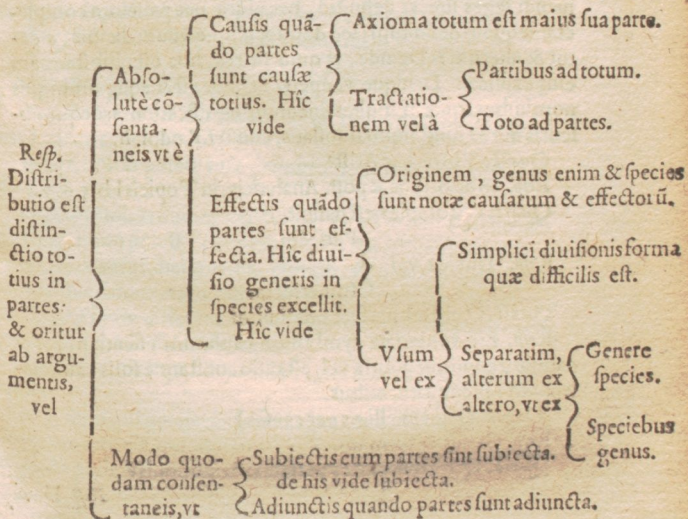 Resp.
Distri-
butio est
distin-
ctio to-
tius in
partes.
& oritur
ab argu-
mentis,
vel
Abso-
lutè cõ-
senta-
neis, vt è
Causis quã-
do partes
sunt causæ
totius. Hîc
vide
Axioma totum est maius sua parte.
Tractatio-
nem vel à
Partibus ad totum.
Toto ad partes.
Effectis quãdo
partes sunt ef-
fecta. Hîc diui-
sio generis in
species excellit.
Hîc vide
Originem, genus enim & species
sunt notæ causarum & effectorũ.
Vsum
vel ex
Simplici diuisionis forma
quæ difficilis est.
Separatim,
alterum ex
altero, vt ex
Genere
species.
Speciebus
genus.
Modo quo-
dam consen-
taneis, vt
Subiectis cum partes sint subiecta.
de his vide subiecta.
Adiunctis quando partes sunt adiuncta.